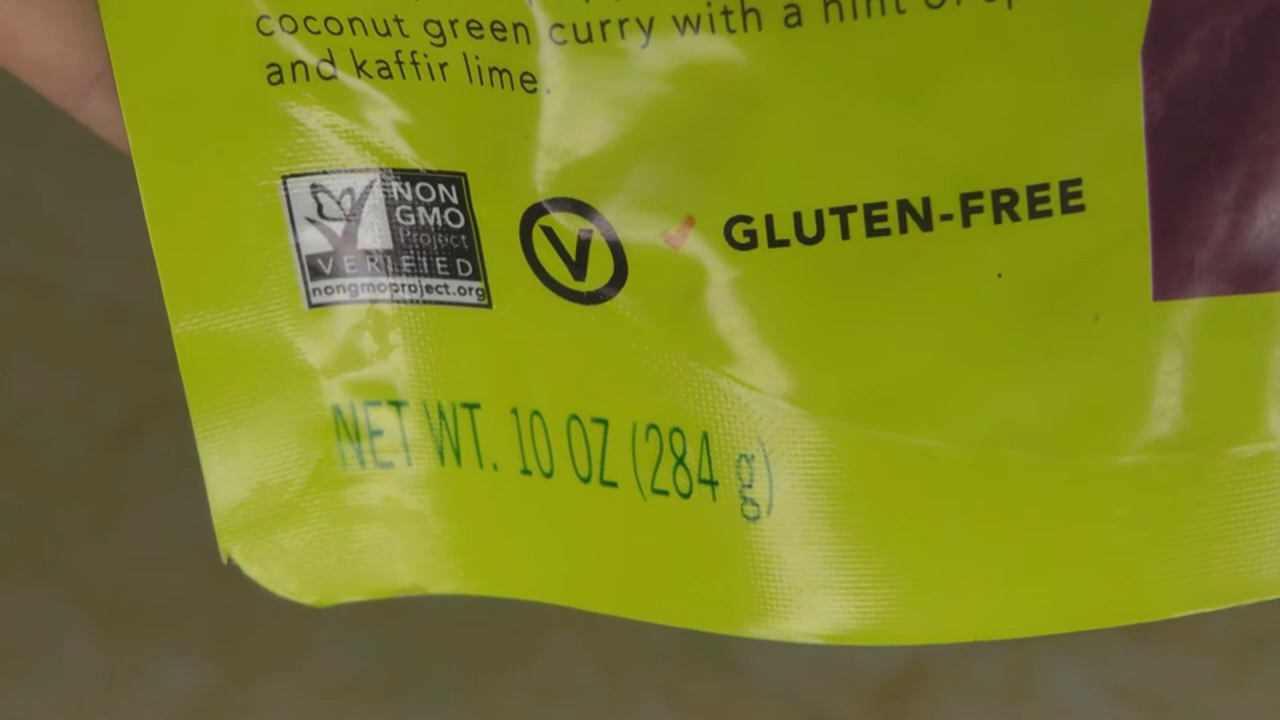 coconut green curry with a hint of
and kaffir lime.
NON
GMO
Project
VERIFIED
nongmoproject.org
V
GLUTEN-FREE
NET WT. 10 OZ (284 g)